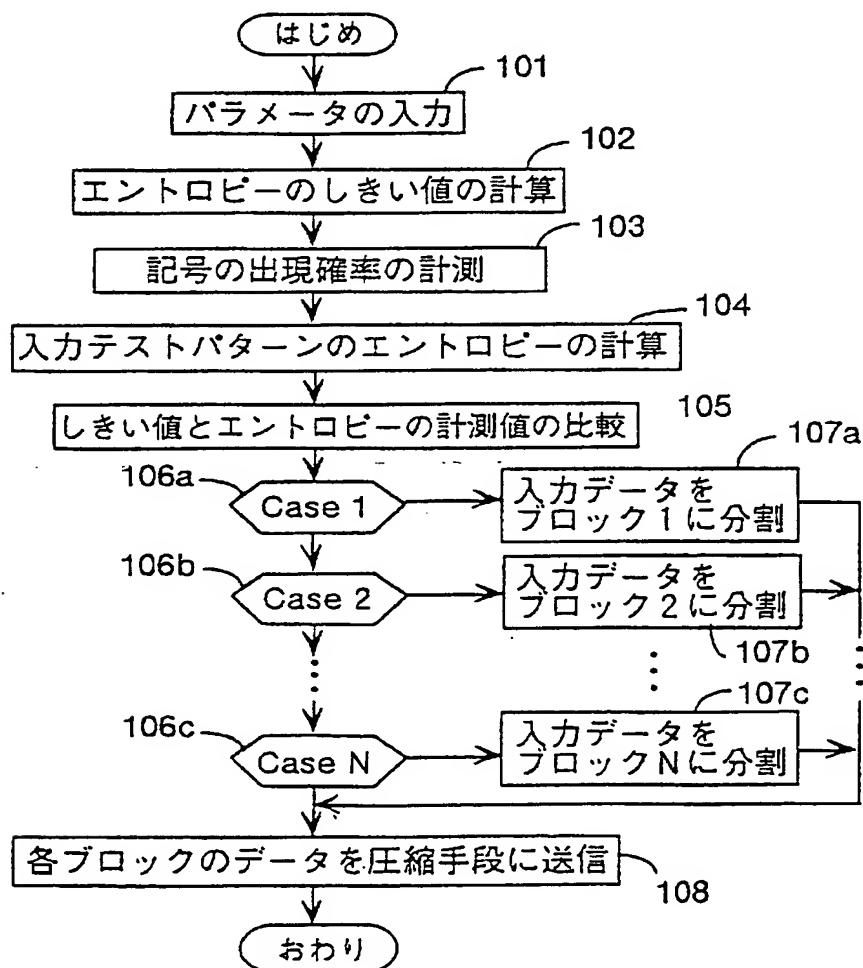 はじめ
101
パラメータの入力
102
エントロピーのしきい値の計算
103
記号の出現確率の計測
104
入力テストパターンのエントロピーの計算
105
しきい値とエントロピーの計測値の比較
106a
Case 1
107a
入力データを
ブロック1に分割
106b
Case 2
入力データを
ブロック2に分割
107b
106c
Case N
107c
入力データを
ブロックNに分割
各ブロックのデータを圧縮手段に送信
108
おわり